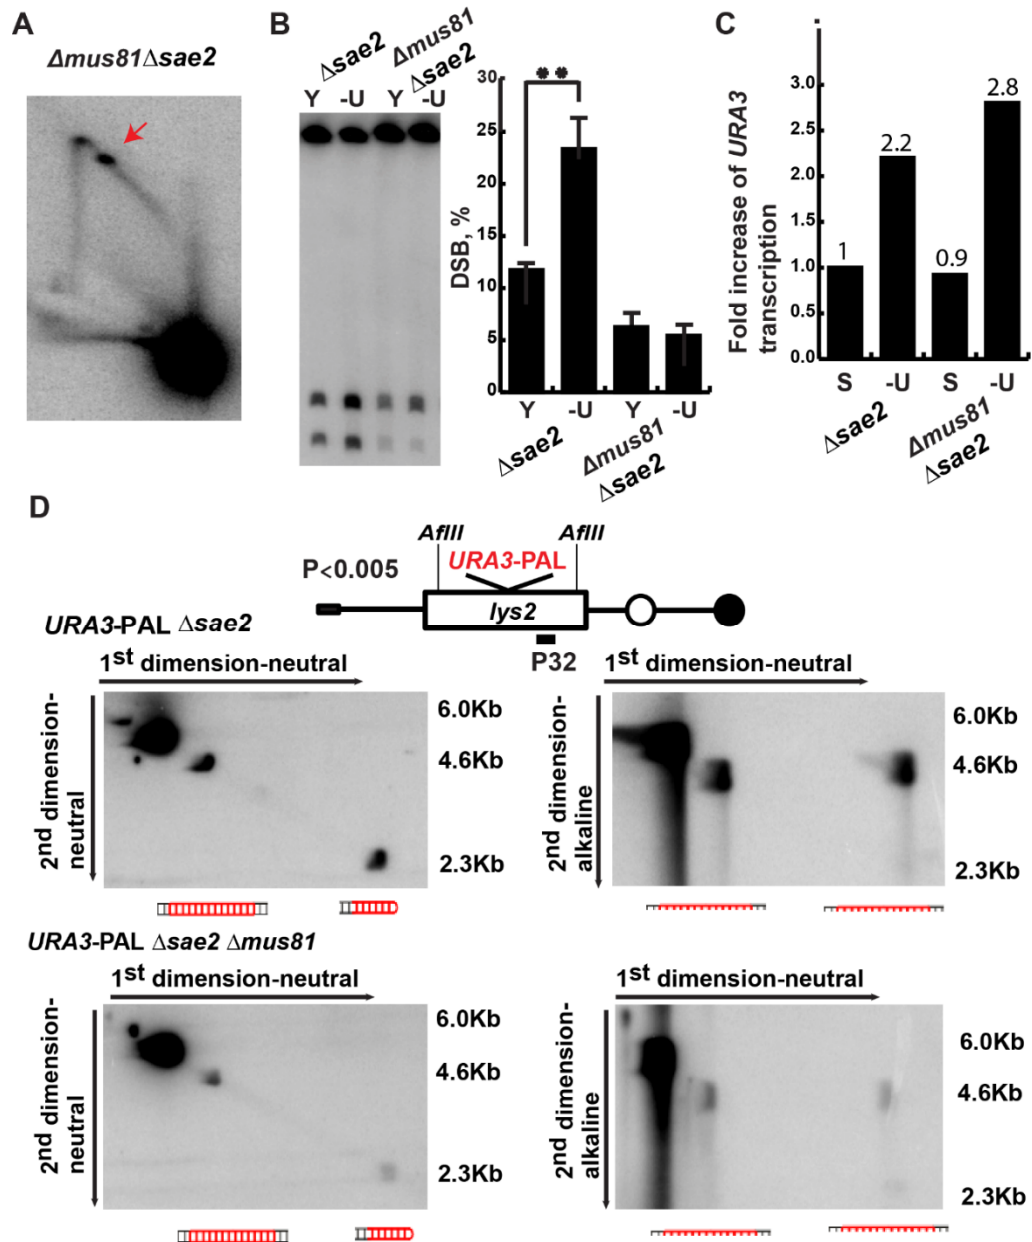 A
Δmus81Δsae2
B
Δsae2
Δmus81
Δsae2
Y -U Y -U
DSB, %
30
25
20
15
10
5
0
**
Y -U Y -U
Δsae2
Δmus81
Δsae2
C
Fold increase of URA3
transcription
3.0
2.5
2.0
1.5
1.0
0.5
0.0
1
2.2
0.9
2.8
S -U S -U
Δsae2
Δmus81
Δsae2
D
AflII AflII
URA3-PAL
P<0.005
lys2
P32
URA3-PAL Δsae2
1st dimension-neutral
2nd dimension-
neutral
6.0Kb
4.6Kb
2.3Kb
1st dimension-neutral
2nd dimension-
alkaline
6.0Kb
4.6Kb
2.3Kb
URA3-PAL Δsae2 Δmus81
1st dimension-neutral
2nd dimension-
neutral
6.0Kb
4.6Kb
2.3Kb
1st dimension-neutral
2nd dimension-
alkaline
6.0Kb
4.6Kb
2.3Kb